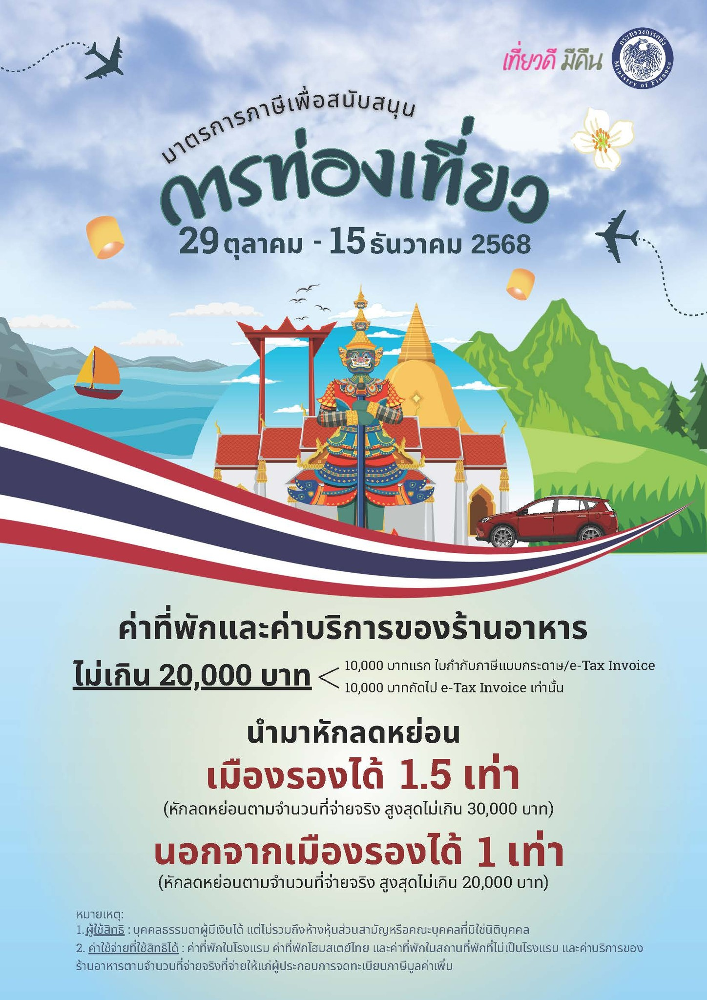 เที่ยวดี มีคืน
กระทรวงการคลัง
Ministry of Finance
มาตรการภาษีเพื่อสนับสนุน
การท่องเที่ยว
29 ตุลาคม - 15 ธันวาคม 2568
ค่าที่พักและค่าบริการของร้านอาหาร
ไม่เกิน 20,000 บาท
10,000 บาทแรก ใบกำกับภาษีแบบกระดาษ/e-Tax Invoice
10,000 บาทถัดไป e-Tax Invoice เท่านั้น
นำมาหักลดหย่อน
เมืองรองได้ 1.5 เท่า
(หักลดหย่อนตามจำนวนที่จ่ายจริง สูงสุดไม่เกิน 30,000 บาท)
นอกจากเมืองรองได้ 1 เท่า
(หักลดหย่อนตามจำนวนที่จ่ายจริง สูงสุดไม่เกิน 20,000 บาท)
หมายเหตุ:
1. ผู้ใช้สิทธิ : บุคคลธรรมดาผู้มีเงินได้ แต่ไม่รวมถึงห้างหุ้นส่วนสามัญหรือคณะบุคคลที่มิใช่นิติบุคคล
2. ค่าใช้จ่ายที่ใช้สิทธิได้ : ค่าที่พักในโรงแรม ค่าที่พักโฮมสเตย์ไทย และค่าที่พักในสถานที่พักที่ไม่เป็นโรงแรม และค่าบริการของ
ร้านอาหารตามจำนวนที่จ่ายจริงที่จ่ายให้แก่ผู้ประกอบการจดทะเบียนภาษีมูลค่าเพิ่ม